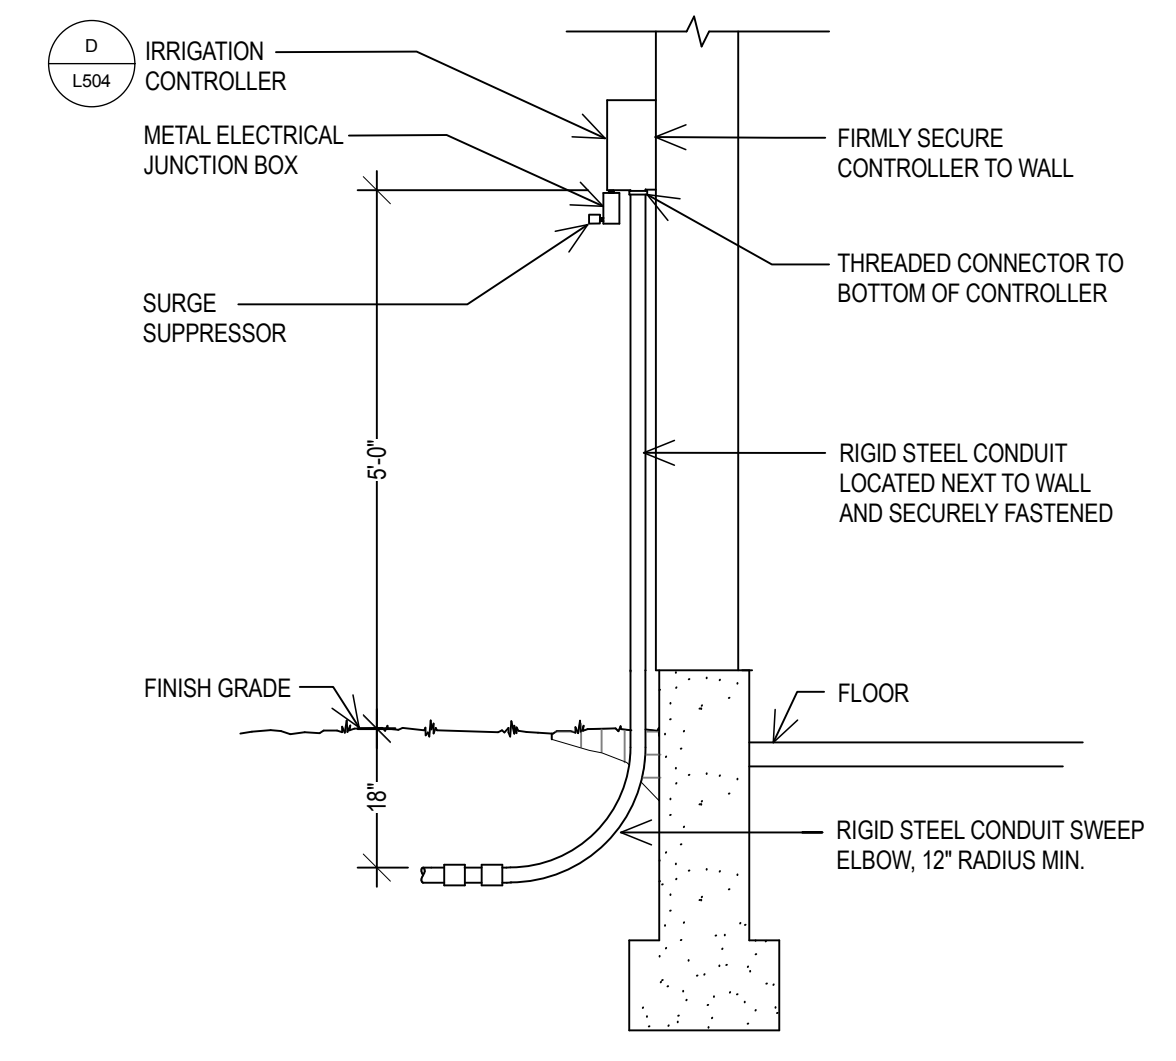 D
L504
IRRIGATION
CONTROLLER
METAL ELECTRICAL
JUNCTION BOX
FIRMLY SECURE
CONTROLLER TO WALL
THREADED CONNECTOR TO
BOTTOM OF CONTROLLER
SURGE
SUPPRESSOR
5'-0"
RIGID STEEL CONDUIT
LOCATED NEXT TO WALL
AND SECURELY FASTENED
FINISH GRADE
FLOOR
18"
RIGID STEEL CONDUIT SWEEP
ELBOW, 12" RADIUS MIN.